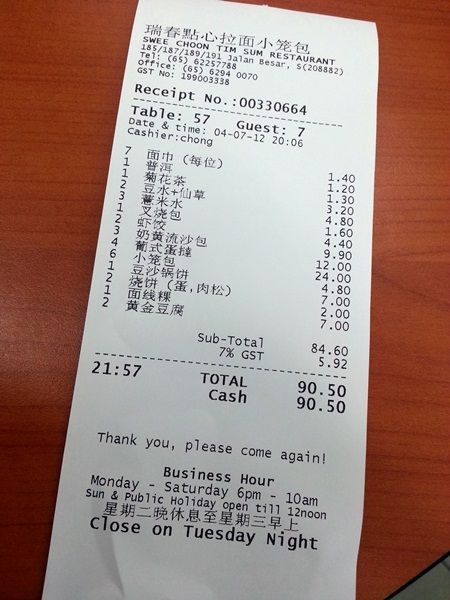 瑞春點心拉面小笼包
SWEE CHOON TIM SUM RESTAURANT
185/187/189/191 Jalan Besar, S(208882)
Tel: (65) 62257788
Office: (65) 6294 0070
GST No: 199003338
Receipt No.:00330664
Table: 57 Guest: 7
Date & time: 04-07-12 20:06
Cashier:chong
7 面巾 (每位) 1.40
1 普洱 1.20
1 菊花茶 1.30
2 豆水+仙草 3.20
3 薏米水 4.80
1 叉烧包 1.60
2 虾饺 4.40
3 奶黄流沙包 9.90
4 葡式蛋挞 12.00
6 小笼包 24.00
1 豆沙锅饼 4.80
2 烧饼 (蛋,肉松) 7.00
1 面线粿 2.00
2 黄金豆腐 7.00
Sub-Total 84.60
7% GST 5.92
21:57 TOTAL 90.50
Cash 90.50
Thank you, please come again!
Business Hour
Monday - Saturday 6pm - 10am
Sun & Public Holiday open till 12noon
星期二晚休息至星期三早上
Close on Tuesday Night